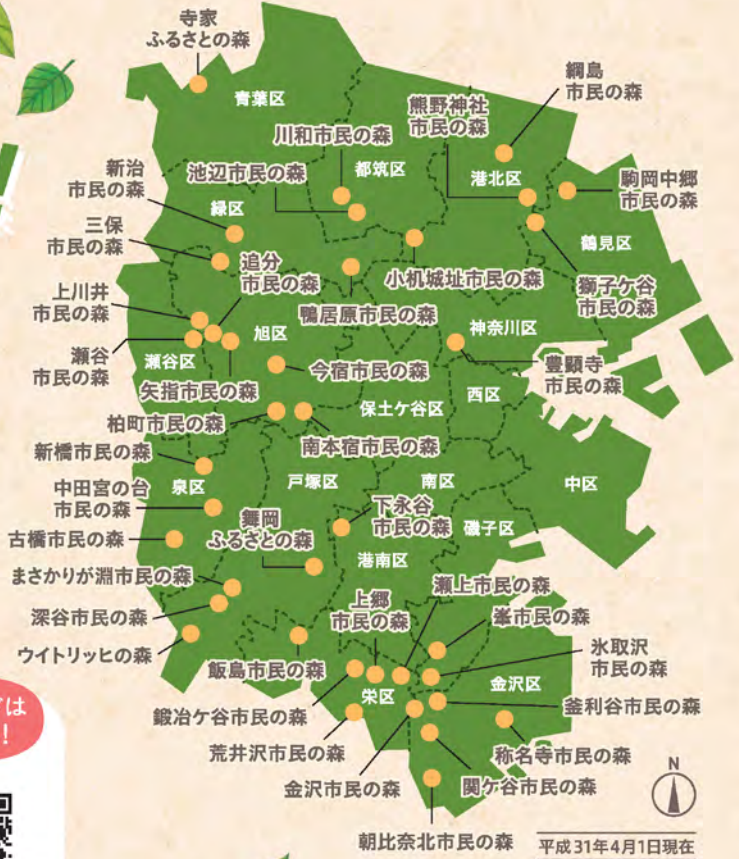 寺家
ふるさとの森
青葉区
綱島
市民の森
熊野神社
市民の森
川和市民の森
都筑区
港北区
池辺市民の森
新治
市民の森
駒岡中郷
市民の森
緑区
三保
市民の森
鶴見区
追分
市民の森
小机城址市民の森
獅子ケ谷
市民の森
上川井
市民の森
鴨居原市民の森
神奈川区
旭区
瀬谷
市民の森
瀬谷区
豊顕寺
市民の森
今宿市民の森
矢指市民の森
西区
保土ケ谷区
柏町市民の森
南本宿市民の森
新橋市民の森
泉区
戸塚区
南区
中区
中田宮の台
市民の森
下永谷
市民の森
舞岡
ふるさとの森
磯子区
古橋市民の森
港南区
まさかりが淵市民の森
瀬上市民の森
上郷
市民の森
深谷市民の森
峯市民の森
ウイトリッヒの森
飯島市民の森
氷取沢
市民の森
金沢区
栄区
鍛冶ケ谷市民の森
釜利谷市民の森
荒井沢市民の森
称名寺市民の森
金沢市民の森
関ケ谷市民の森
朝比奈北市民の森
N
平成31年4月1日現在
は
!